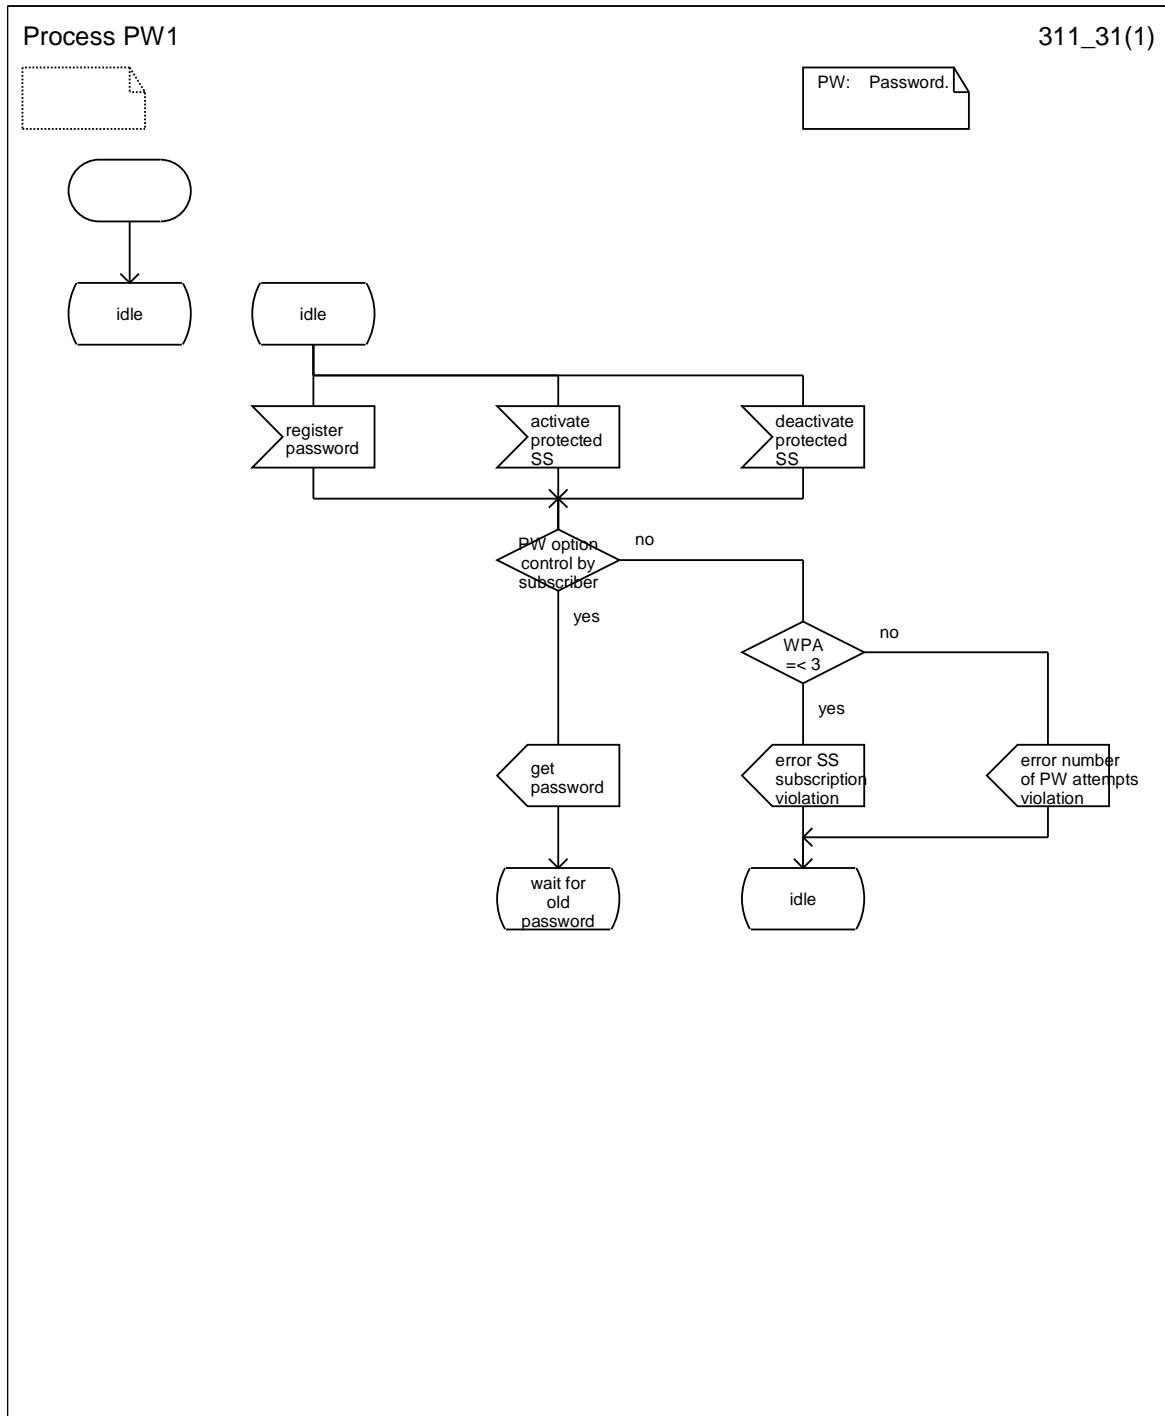 Process PW1
311_31(1)
PW: Password.
idle
idle
register
password
activate
protected
SS
deactivate
protected
SS
PW option
control by
subscriber
no
yes
WPA
=< 3
no
yes
get
password
error SS
subscription
violation
error number
of PW attempts
violation
wait for
old
password
idle